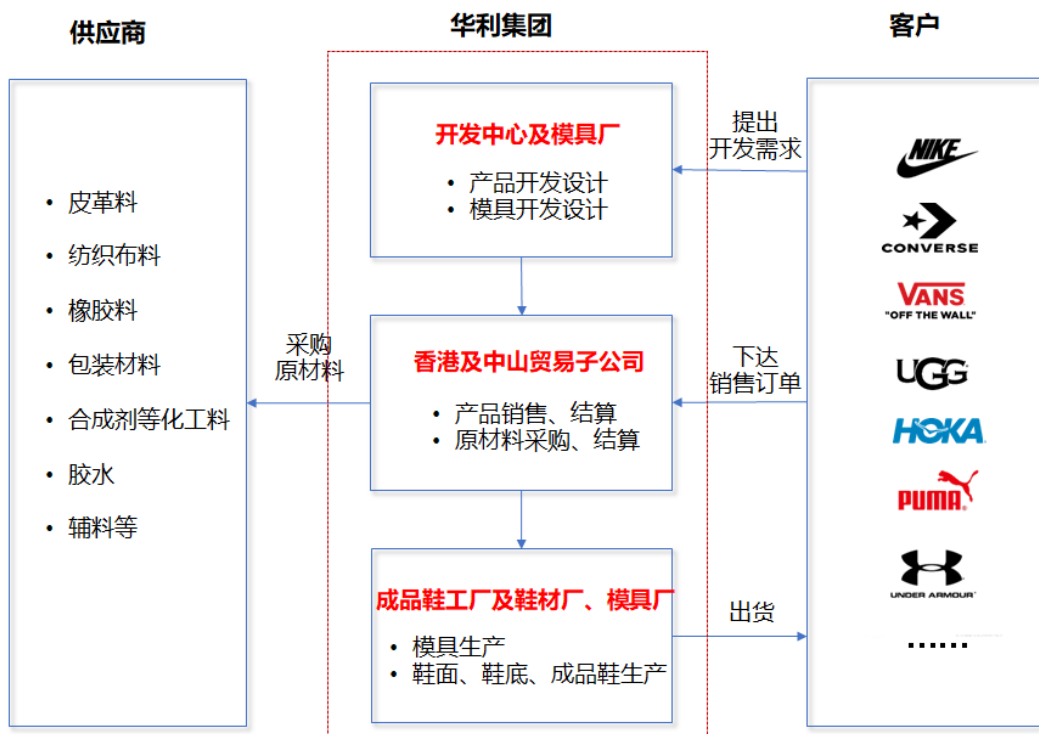 供应商
华利集团
客户
• 皮革料
• 纺织布料
• 橡胶料
• 包装材料
• 合成剂等化工料
• 胶水
• 辅料等
采购
原材料
开发中心及模具厂
• 产品开发设计
• 模具开发设计
香港及中山贸易子公司
• 产品销售、结算
• 原材料采购、结算
成品鞋工厂及鞋材厂、模具厂
• 模具生产
• 鞋面、鞋底、成品鞋生产
提出
开发需求
下达
销售订单
出货
NIKE
CONVERSE
VANS
"OFF THE WALL"
UGG
HOKA
PUMA
UNDER ARMOUR
......